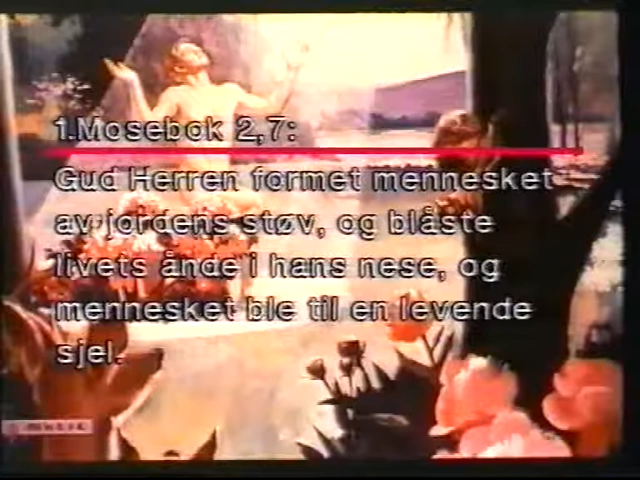 1.Mosebok 2,7:
Gud Herren formet mennesket
av jordens støv, og blåste
livets ånde i hans nese, og
mennesket ble til en levende
sjel.